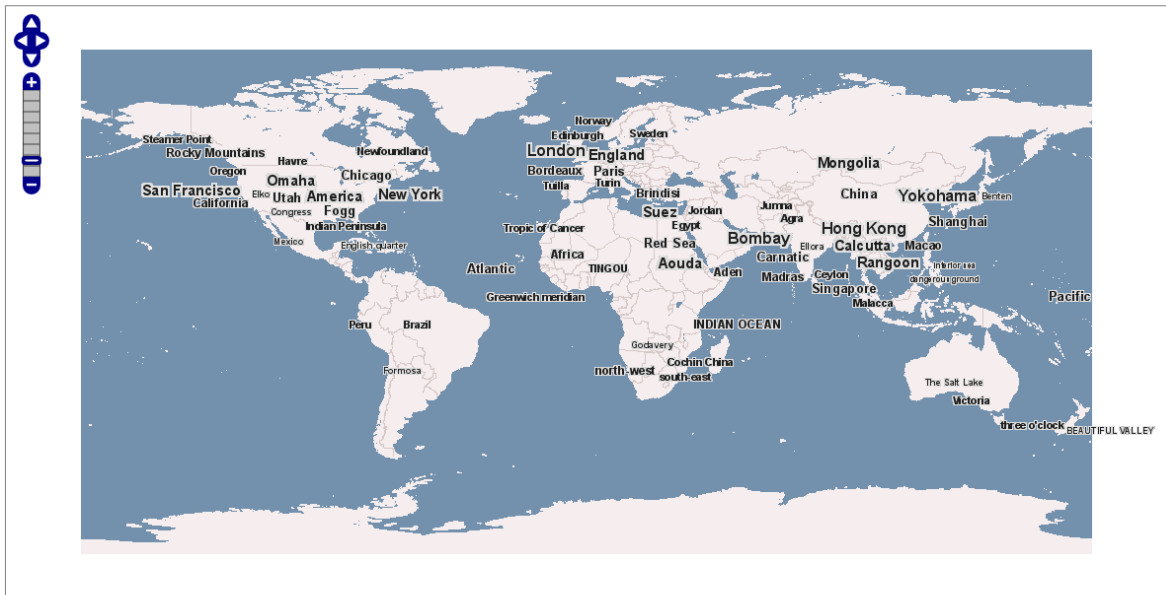 Norway
Steamer Point
Edinburgh
Sweden
Rocky Mountains
Newfoundland
London
England
Havre
Mongolia
Oregon
Chicago
Bordeaux
Paris
Omaha
Tuilla
Turin
San Francisco
Elko
Utah
America
New York
Brindisi
China
Yokohama
Benten
California
Congress
Fogg
Suez
Jordan
Jumna
Agra
Shanghai
Indian Peninsula
Tropic of Cancer
Egypt
Hong Kong
Mexico
English quarter
Red Sea
Bombay
Ellora
Calcutta
Macao
Africa
Carnatic
Atlantic
TINGOU
Aouda
Aden
Madras
Ceylon
Rangoon
Interior sea
dangerous ground
Greenwich meridian
Singapore
Malacca
Pacific
Peru
Brazil
INDIAN OCEAN
Godavery
Formosa
north-west
Cochin China
south-east
The Salt Lake
Victoria
three o'clock
BEAUTIFUL VALLEY